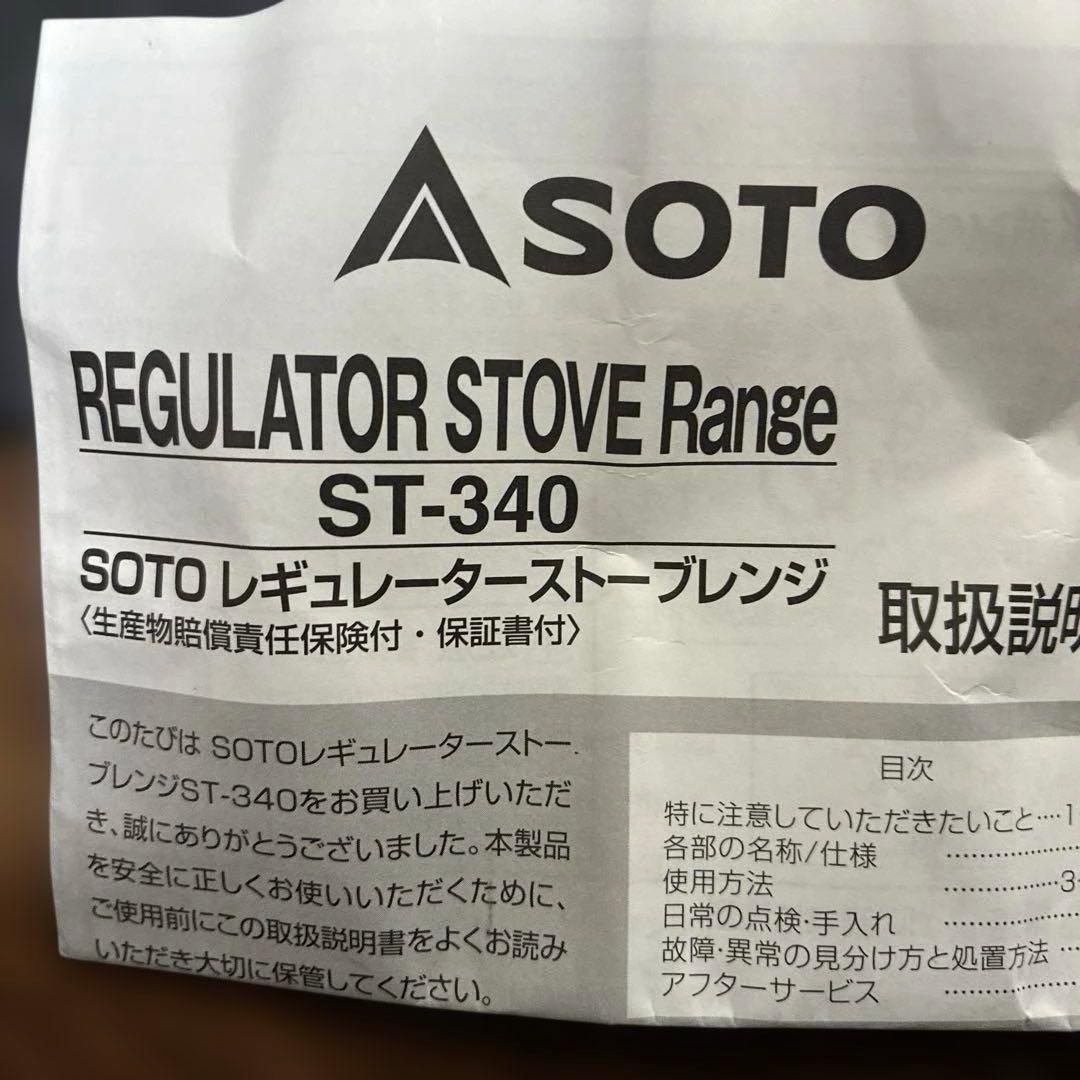 SOTO
REGULATOR STOVE Range
ST-340
SOTO レギュレーターストーブレンジ
〈生産物賠償責任保険付・保証書付〉
取扱説明
このたびは SOTOレギュレーターストー
ブレンジST-340をお買い上げいただ
き、誠にありがとうございました。本製品
を安全に正しくお使いいただくために、
ご使用前にこの取扱説明書をよくお読み
いただき大切に保管してください。
目次
特に注意していただきたいこと····1
各部の名称/仕様 ················
使用方法 ················3
日常の点検・手入れ ················
故障・異常の見分け方と処置方法 ···
アフターサービス ················